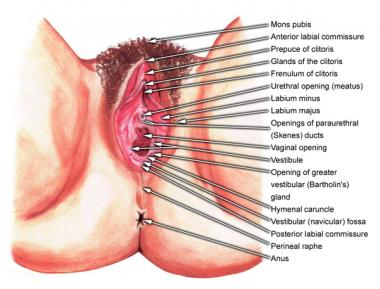 Mons pubis
Anterior labial commissure
Prepuce of clitoris
Glands of the clitoris
Frenulum of clitoris
Urethral opening (meatus)
Labium minus
Labium majus
Openings of paraurethral
(Skenes) ducts
Vaginal opening
Vestibule
Opening of greater
vestibular (Bartholin's)
gland
Hymenal caruncle
Vestibular (navicular) fossa
Posterior labial commissure
Perineal raphe
Anus